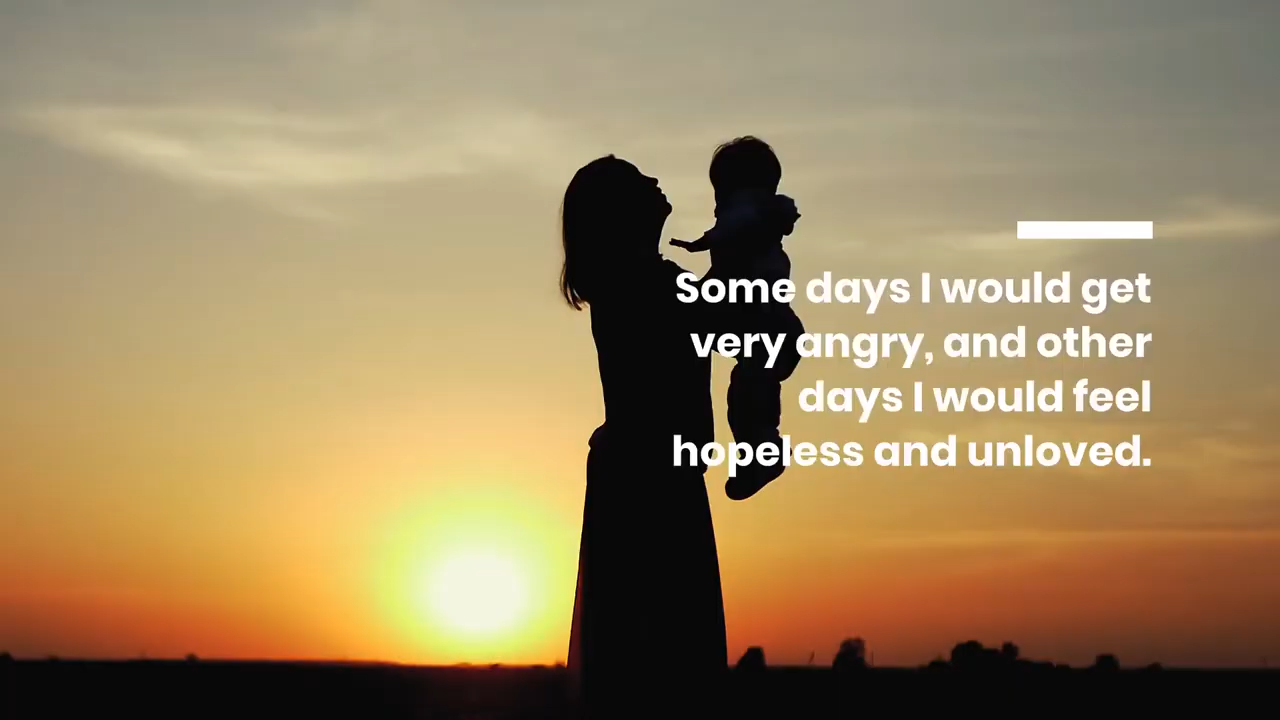 Some days I would get
very angry, and other
days I would feel
hopeless and unloved.